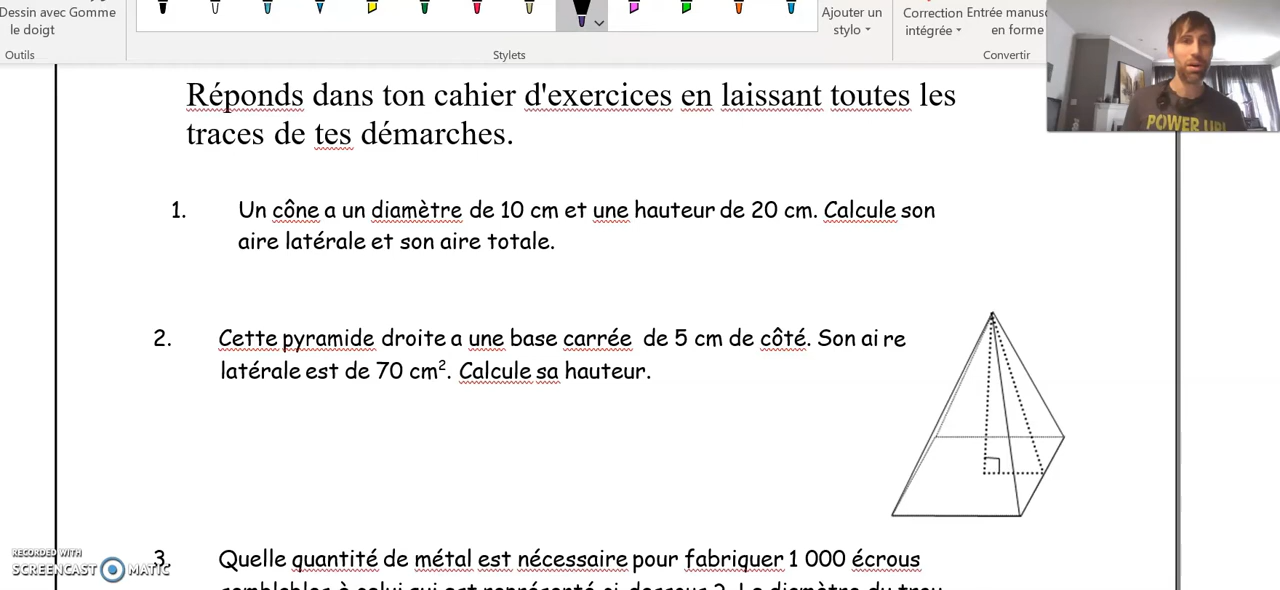 Dessin avec Gomme
le doigt
Ajouter un
stylo
Correction Entrée manus
intégrée en forme
Outils
Stylets
Convertir
POWER UP!
Réponds dans ton cahier d'exercices en laissant toutes les
traces de tes démarches.
1. Un cône a un diamètre de 10 cm et une hauteur de 20 cm. Calcule son
aire latérale et son aire totale.
2. Cette pyramide droite a une base carrée de 5 cm de côté. Son ai re
latérale est de 70 cm². Calcule sa hauteur.
3. Quelle quantité de métal est nécessaire pour fabriquer 1 000 écrous
RECORDED WITH
SCREENCAST MATIC